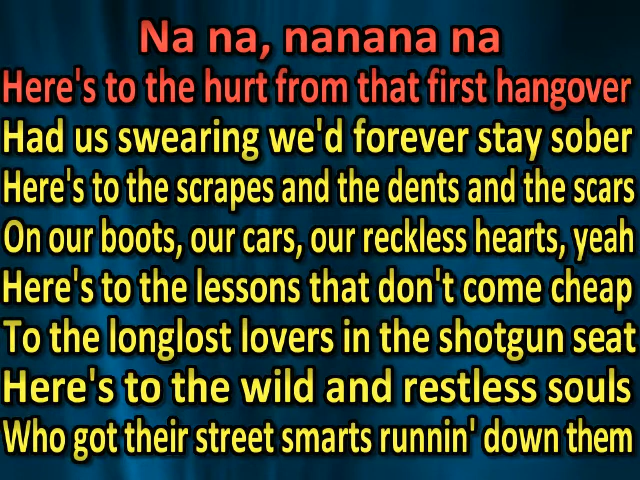 Na na, nanana na
Here's to the hurt from that first hangover
Had us swearing we'd forever stay sober
Here's to the scrapes and the dents and the scars
On our boots, our cars, our reckless hearts, yeah
Here's to the lessons that don't come cheap
To the longlost lovers in the shotgun seat
Here's to the wild and restless souls
Who got their street smarts runnin' down them